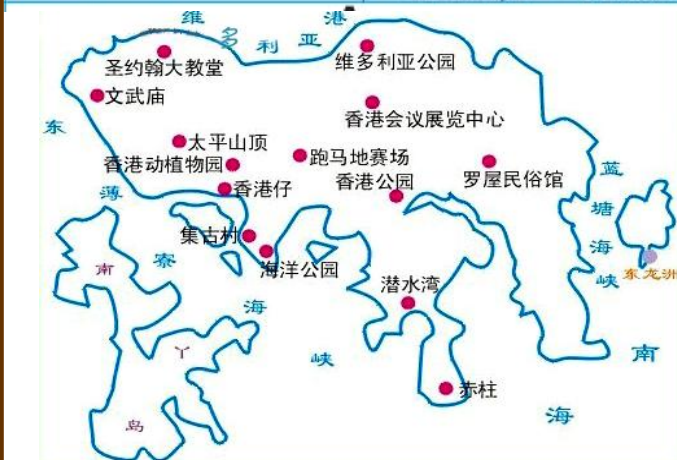 维多利亚港
圣约翰大教堂
维多利亚公园
文武庙
香港会议展览中心
东薄寮海峡
太平山顶
跑马地赛场
香港动植物园
罗屋民俗馆
蓝塘海峡
香港仔
香港公园
集古村
海洋公园
东龙洲
潜水湾
南丫岛
赤柱
南海